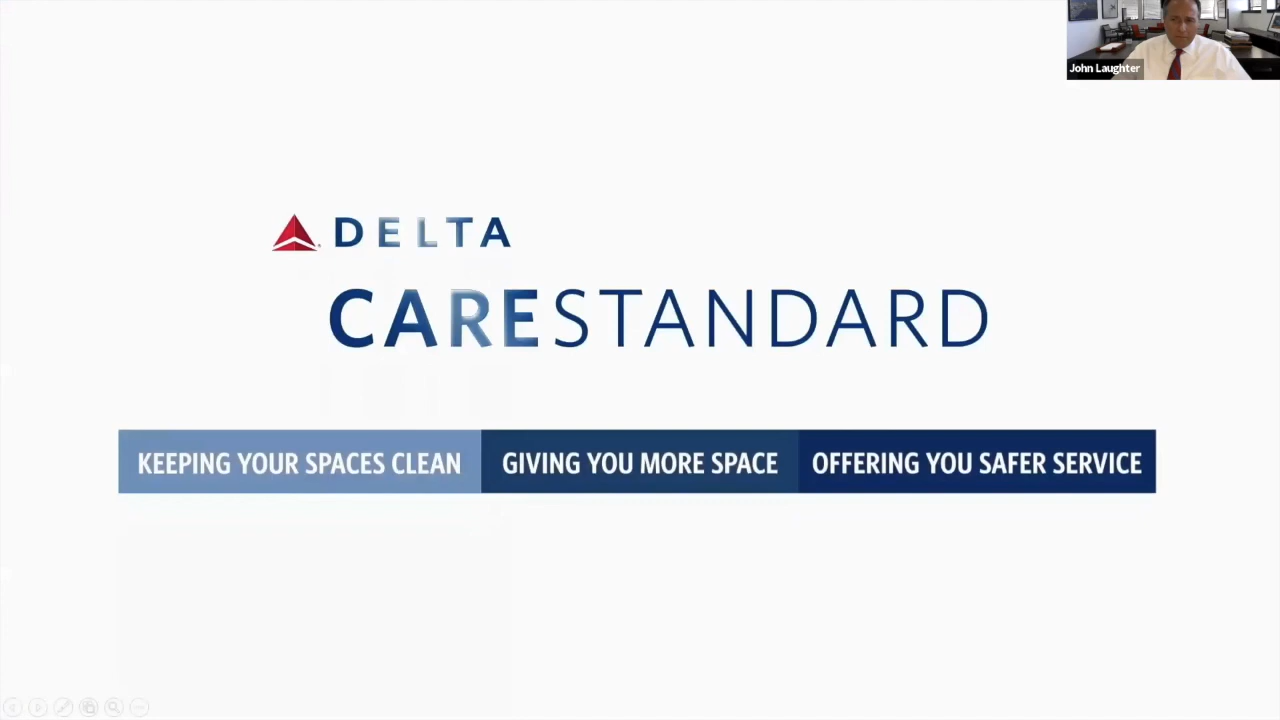 John Laughter
DELTA
CARESTANDARD
KEEPING YOUR SPACES CLEAN GIVING YOU MORE SPACE OFFERING YOU SAFER SERVICE